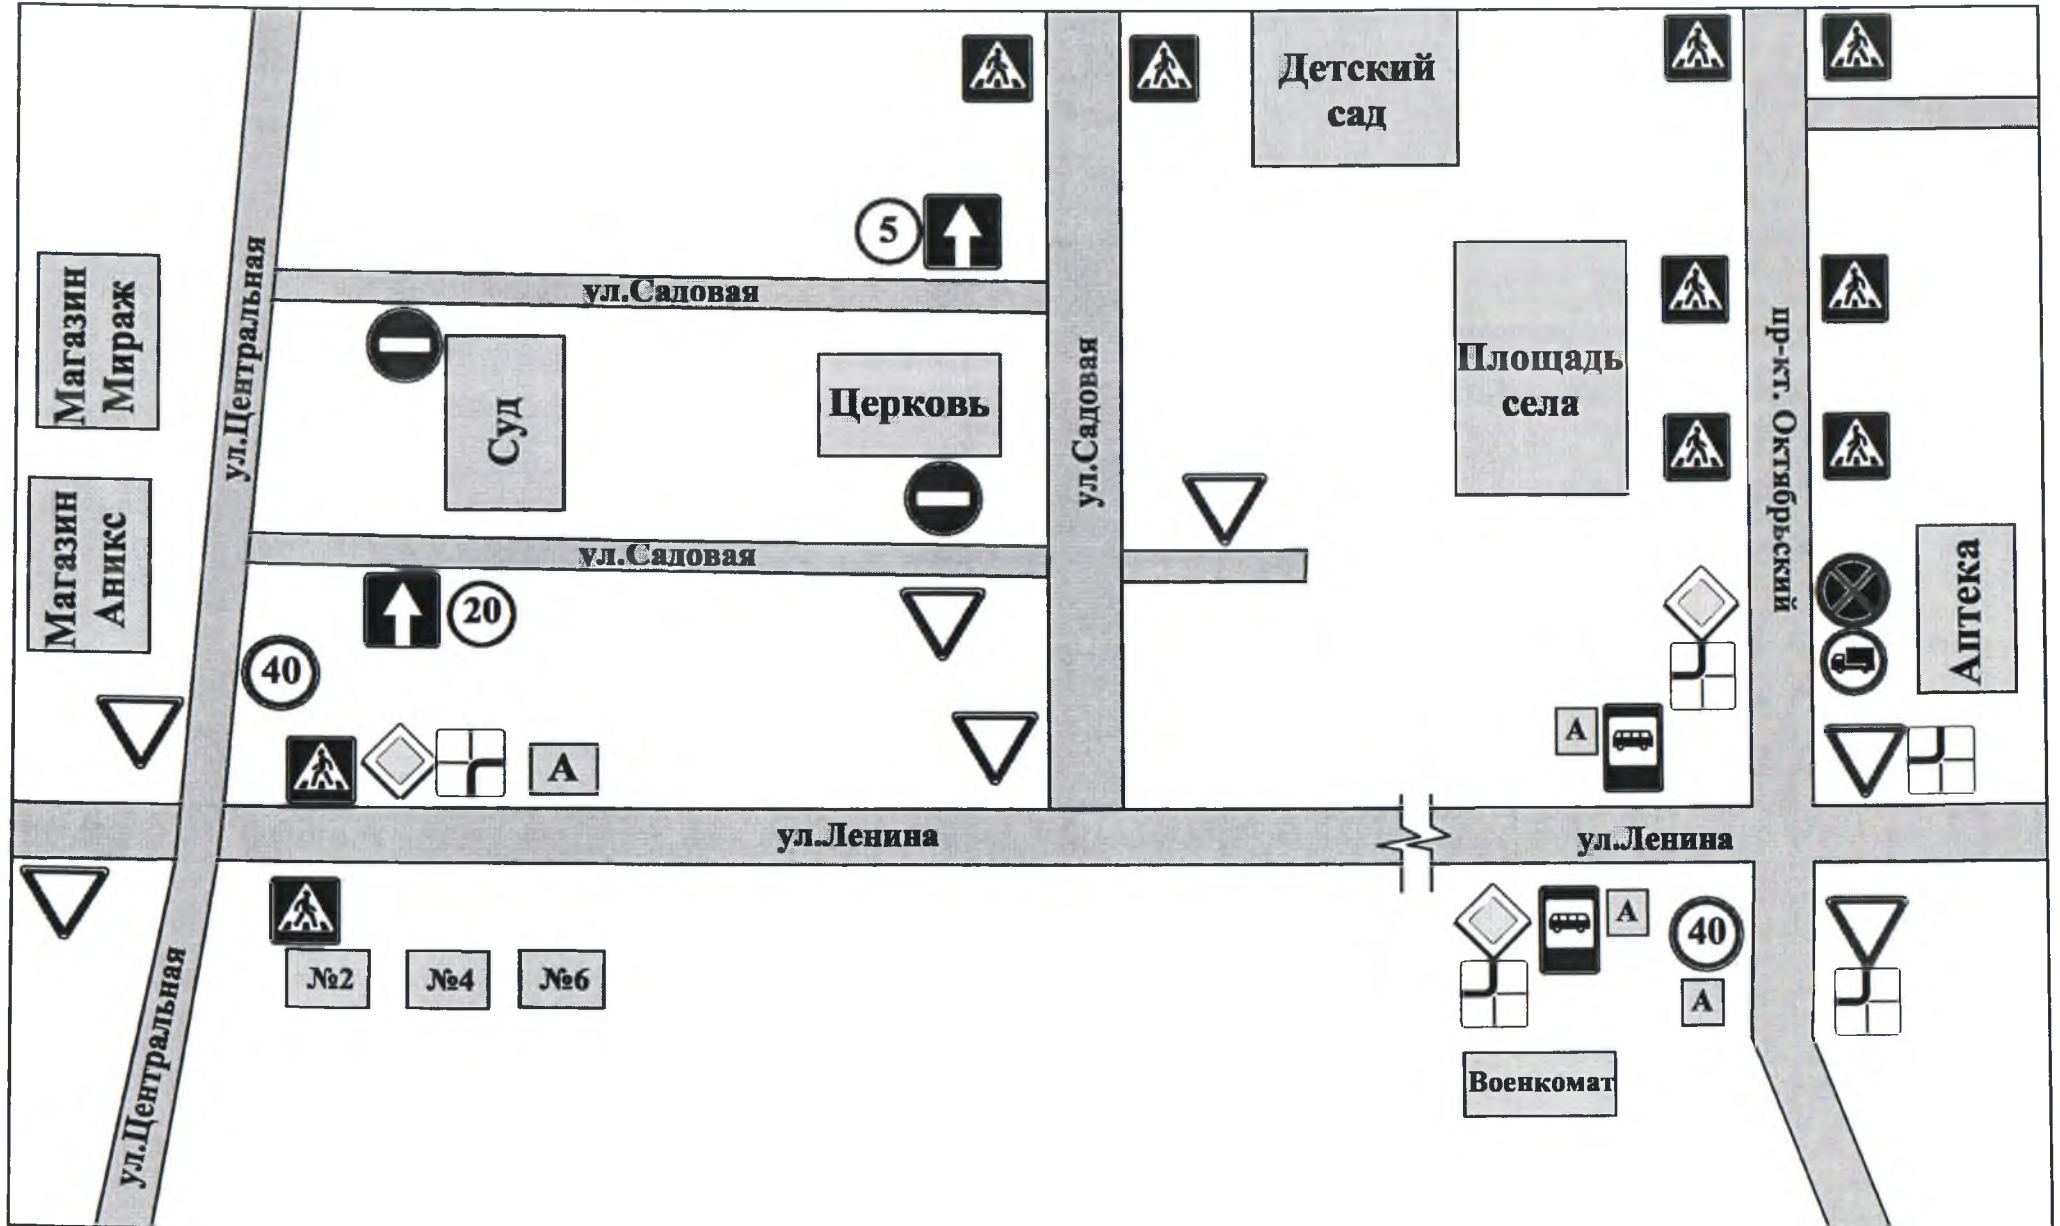 Детский
сад
5
ул.Садовая
ул.Центральная
Магазин
Мираж
Суд
Церковь
ул.Садовая
Площадь
села
пр-кт. Октябрьский
Магазин
Аникс
ул.Садовая
20
40
Аптека
А
А
ул.Ленина
ул.Ленина
№2
№4
№6
А
40
А
ул.Центральная
Военкомат